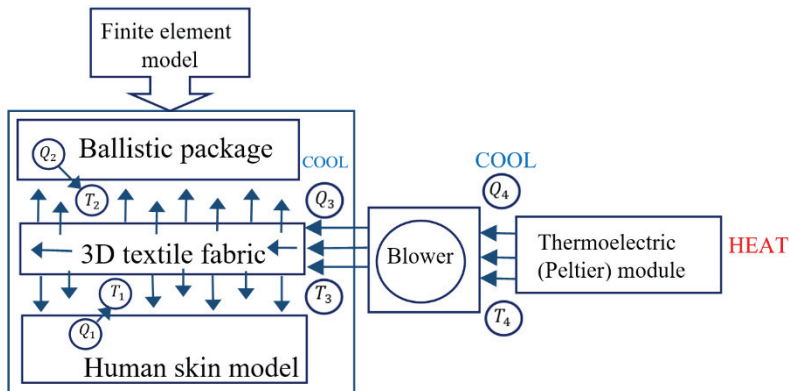 Finite element
model
Ballistic package
Q₂
T₂
COOL
Q₃
COOL
Q₄
3D textile fabric
Blower
Thermoelectric
(Peltier) module
HEAT
T₁
Q₁
T₃
T₄
Human skin model